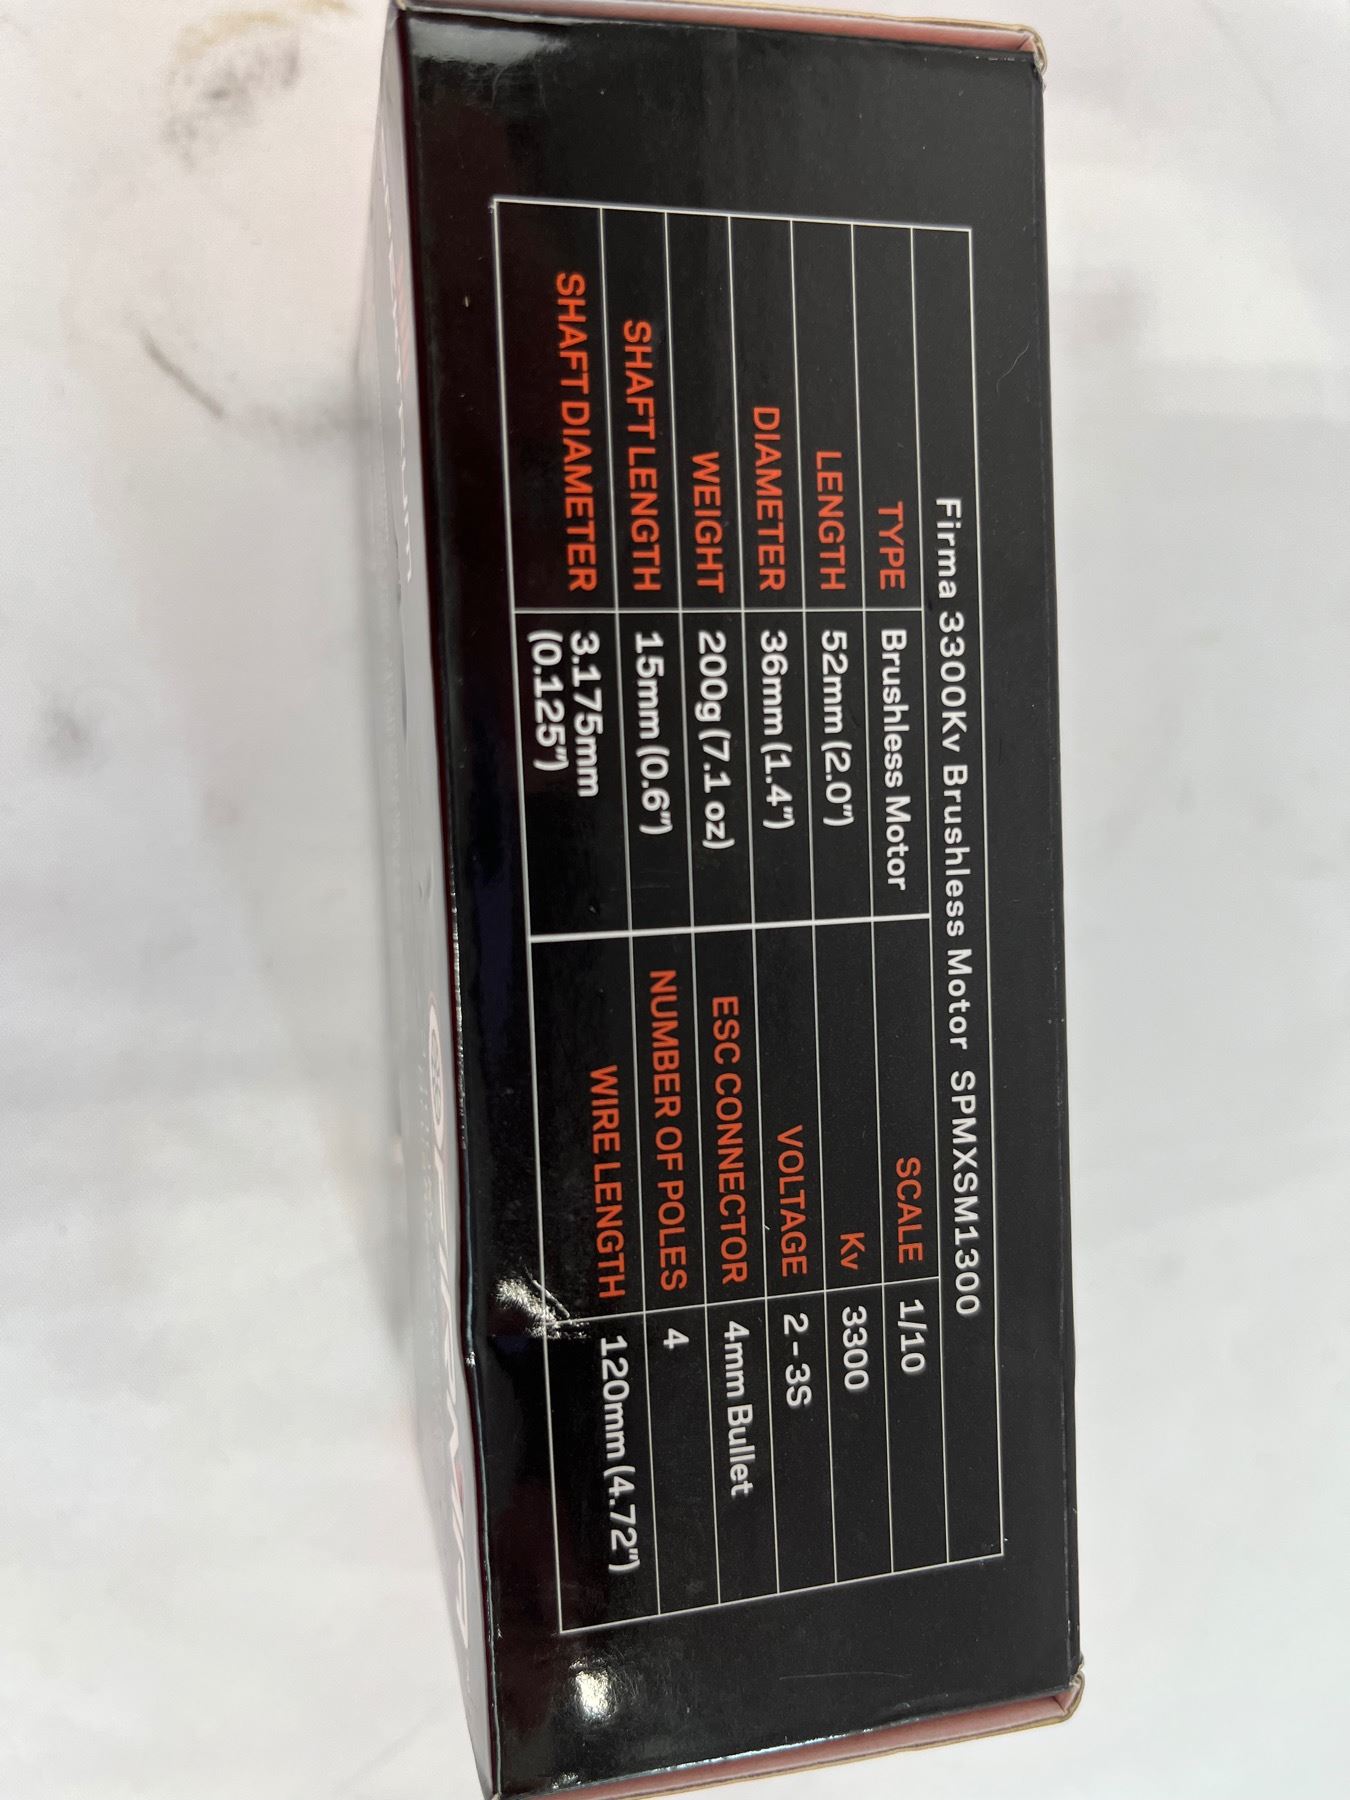 Firma 3300Kv Brushless Motor SPMXSM1300
TYPE Brushless Motor SCALE 1/10
LENGTH 52mm (2.0") Kv 3300
DIAMETER 36mm (1.4") VOLTAGE 2 - 3S
WEIGHT 200g (7.1 oz) ESC CONNECTOR 4mm Bullet
SHAFT LENGTH 15mm (0.6") NUMBER OF POLES 4
SHAFT DIAMETER 3.175mm WIRE LENGTH 120mm (4.72")
(0.125")